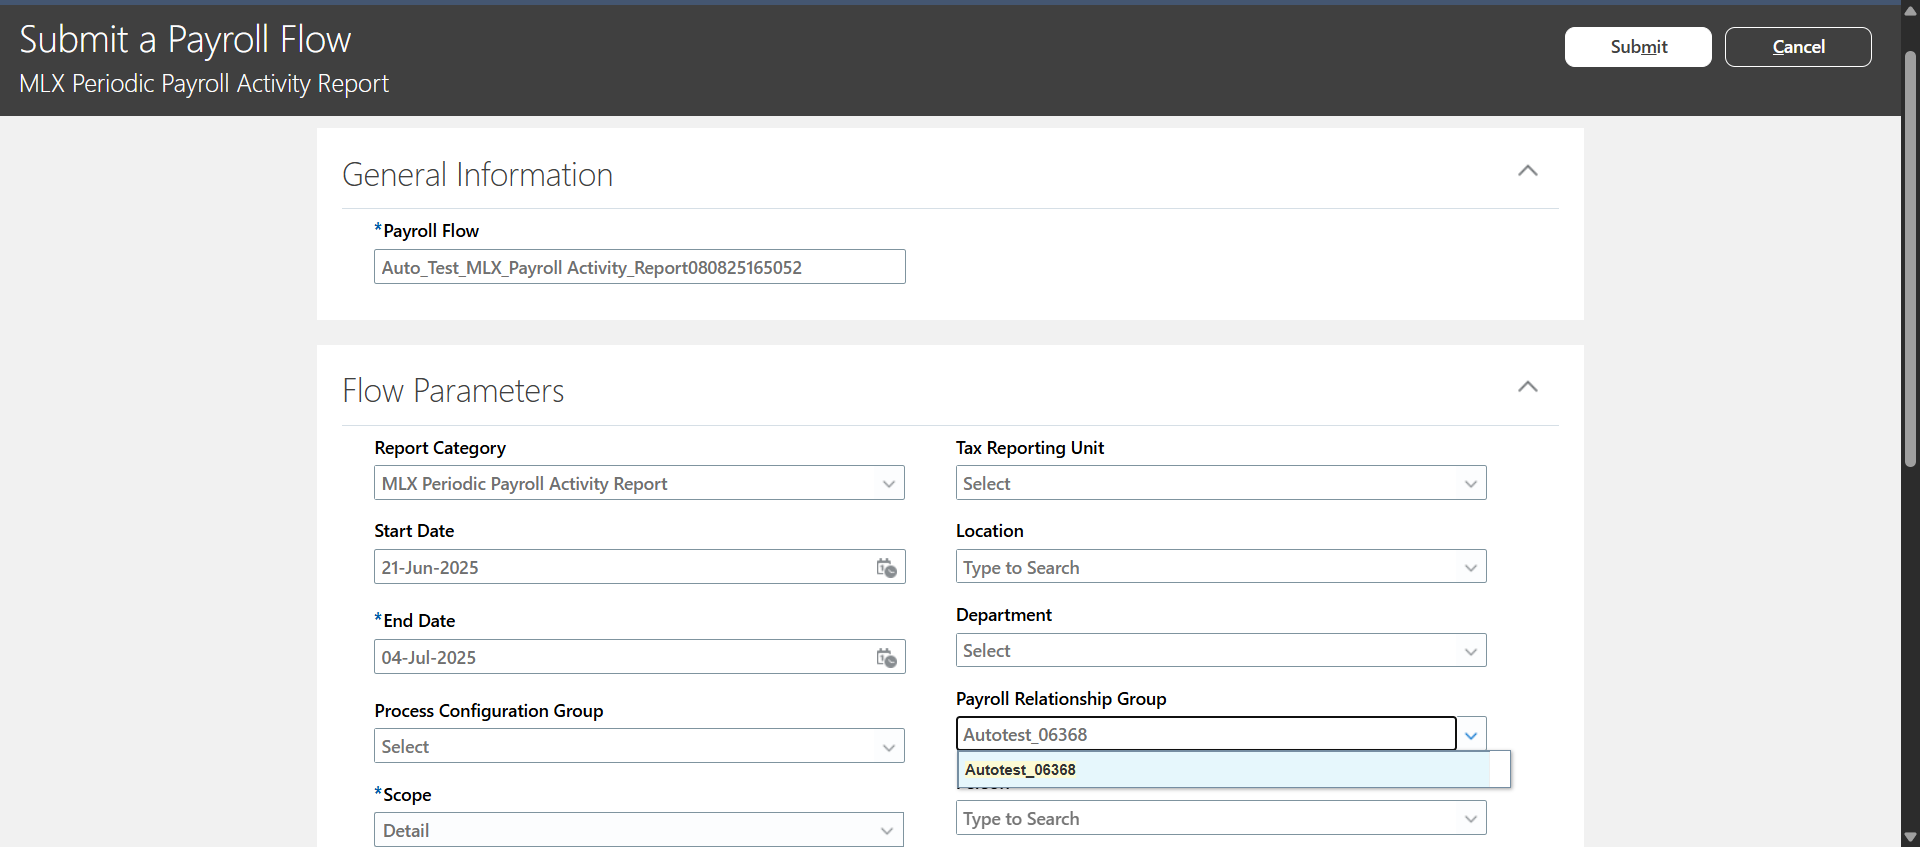 Submit a Payroll Flow
MLX Periodic Payroll Activity Report
Submit
Cancel
General Information
*Payroll Flow
Auto_Test_MLX_Payroll Activity_Report080825165052
Flow Parameters
Report Category
MLX Periodic Payroll Activity Report
Start Date
21-Jun-2025
*End Date
04-Jul-2025
Process Configuration Group
Select
*Scope
Detail
Tax Reporting Unit
Select
Location
Type to Search
Department
Select
Payroll Relationship Group
Autotest_06368
Autotest_06368
Type to Search